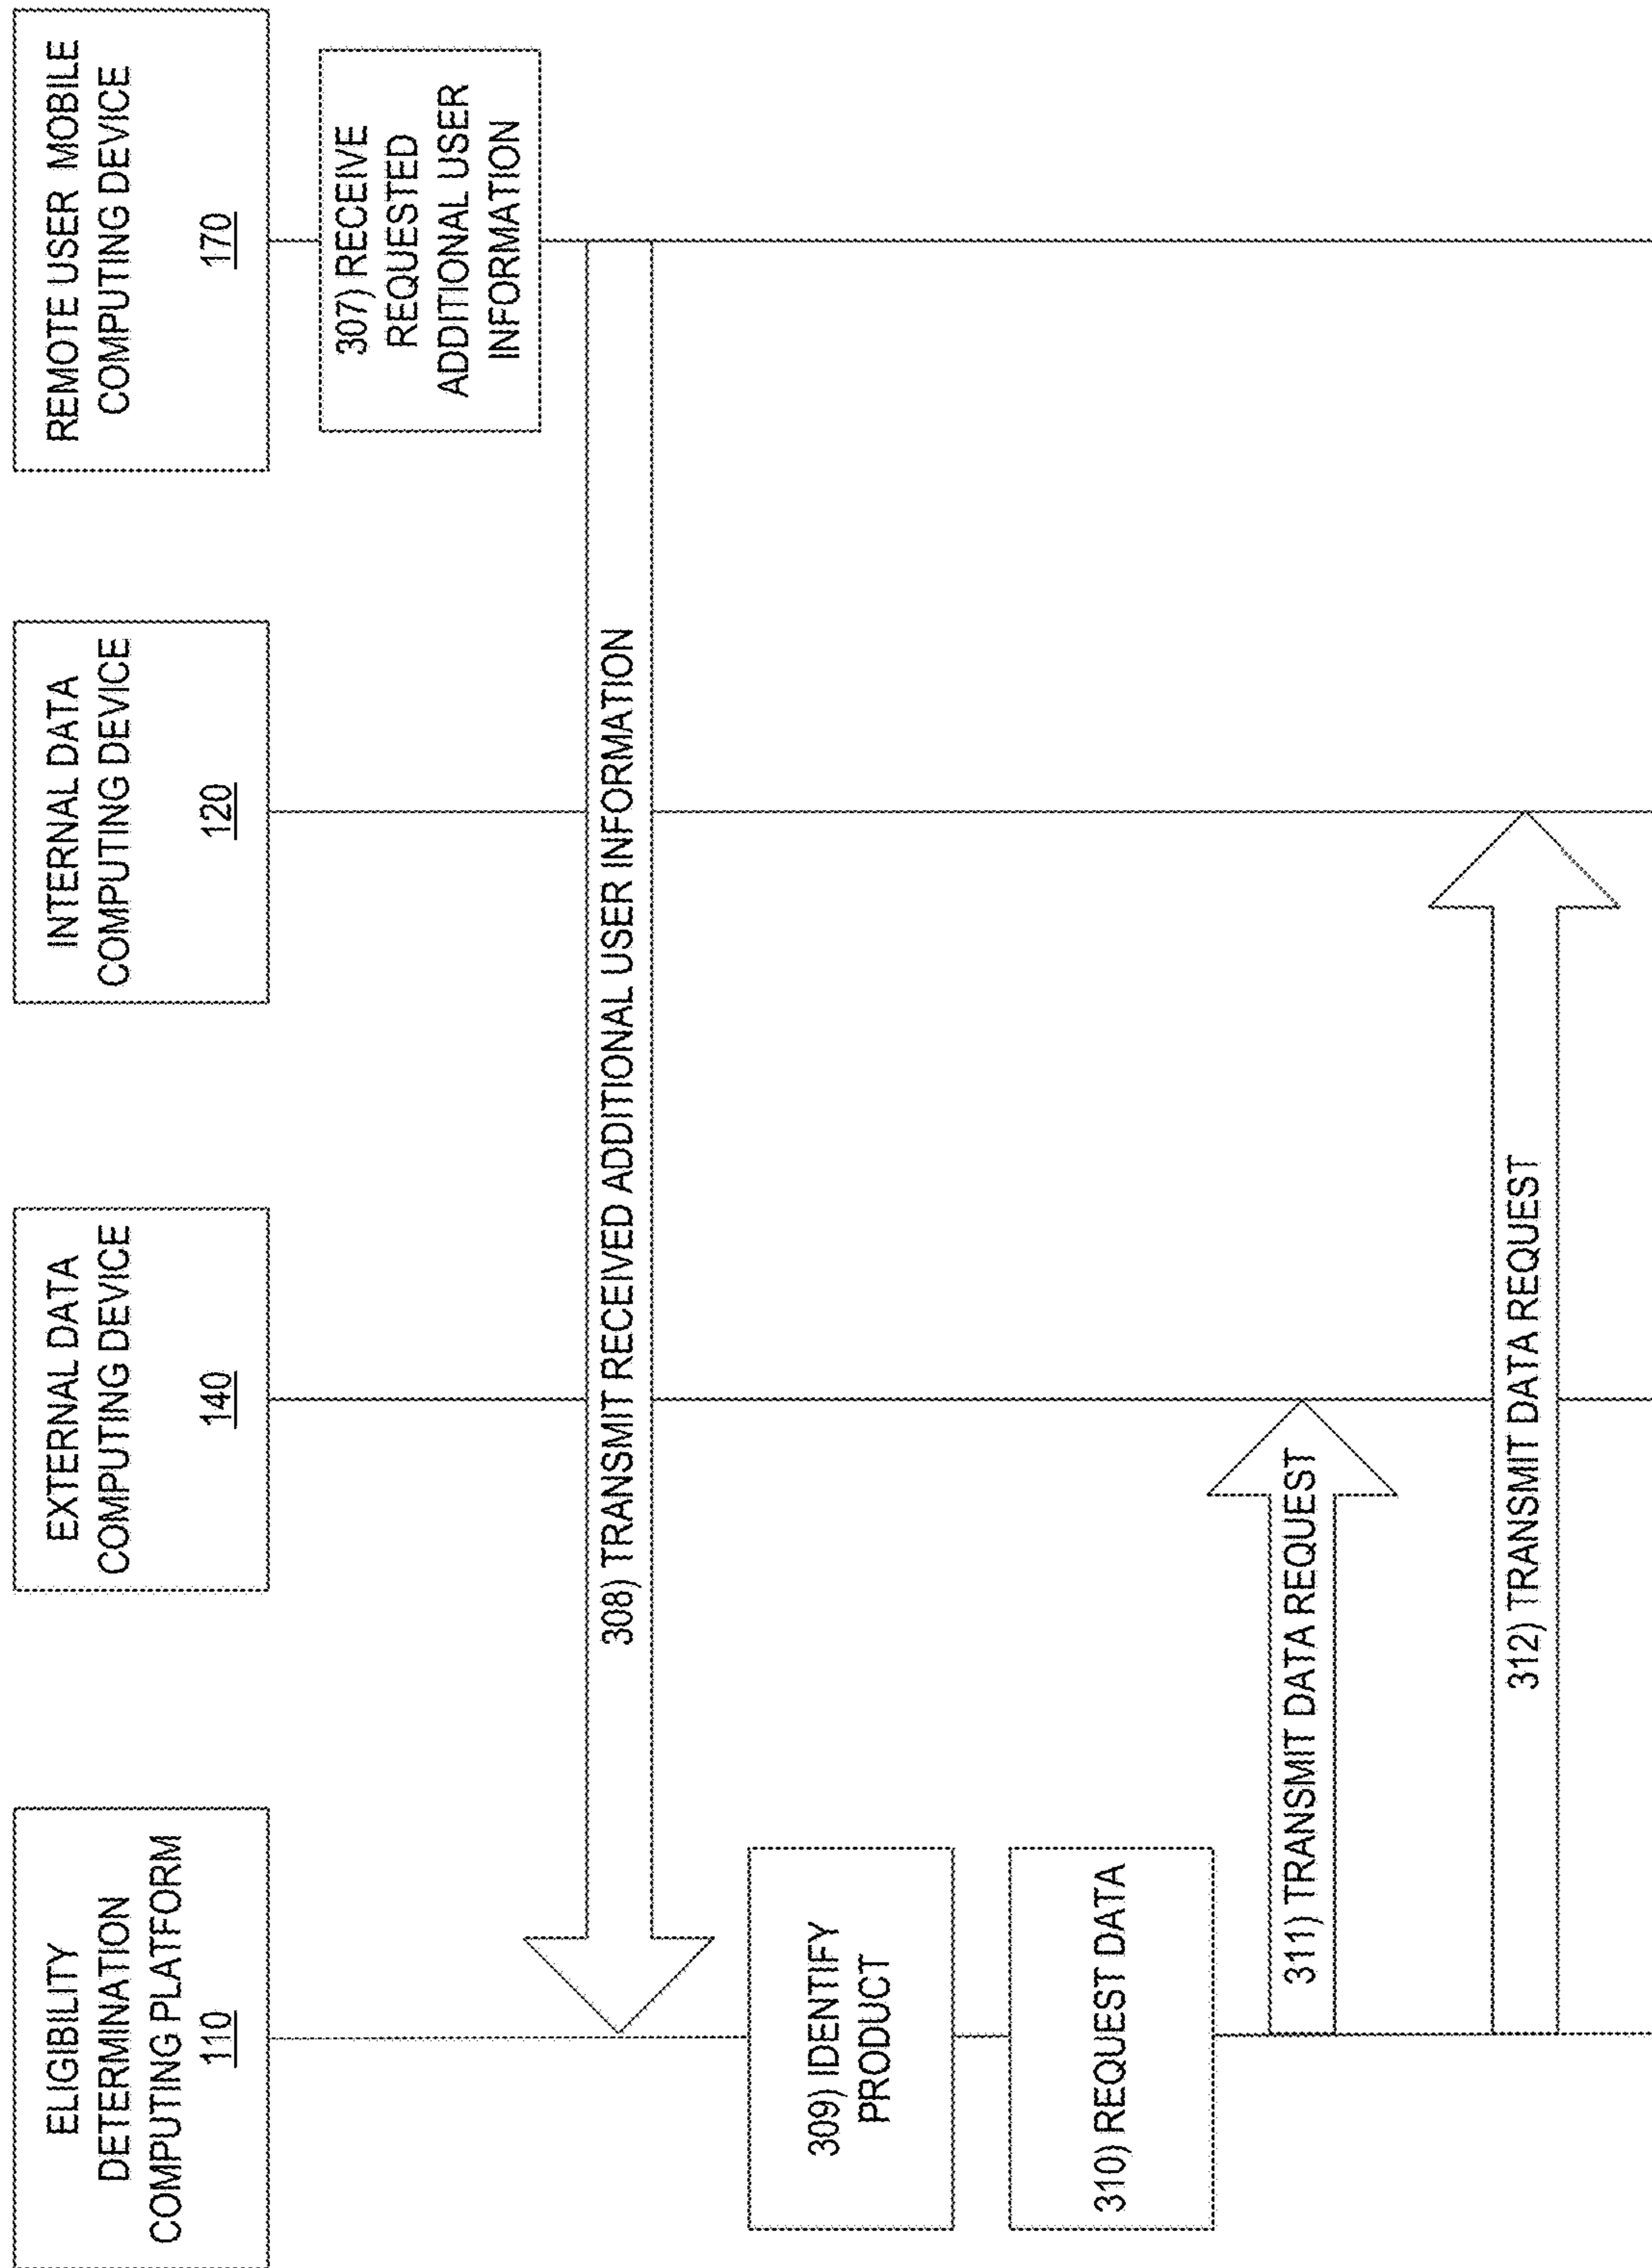 ELIGIBILITY
DETERMINATION
COMPUTING PLATFORM
110
EXTERNAL DATA
COMPUTING DEVICE
140
INTERNAL DATA
COMPUTING DEVICE
120
REMOTE USER MOBILE
COMPUTING DEVICE
170
307) RECEIVE
REQUESTED
ADDITIONAL USER
INFORMATION
308) TRANSMIT RECEIVED ADDITIONAL USER INFORMATION
309) IDENTIFY
PRODUCT
310) REQUEST DATA
311) TRANSMIT DATA REQUEST
312) TRANSMIT DATA REQUEST